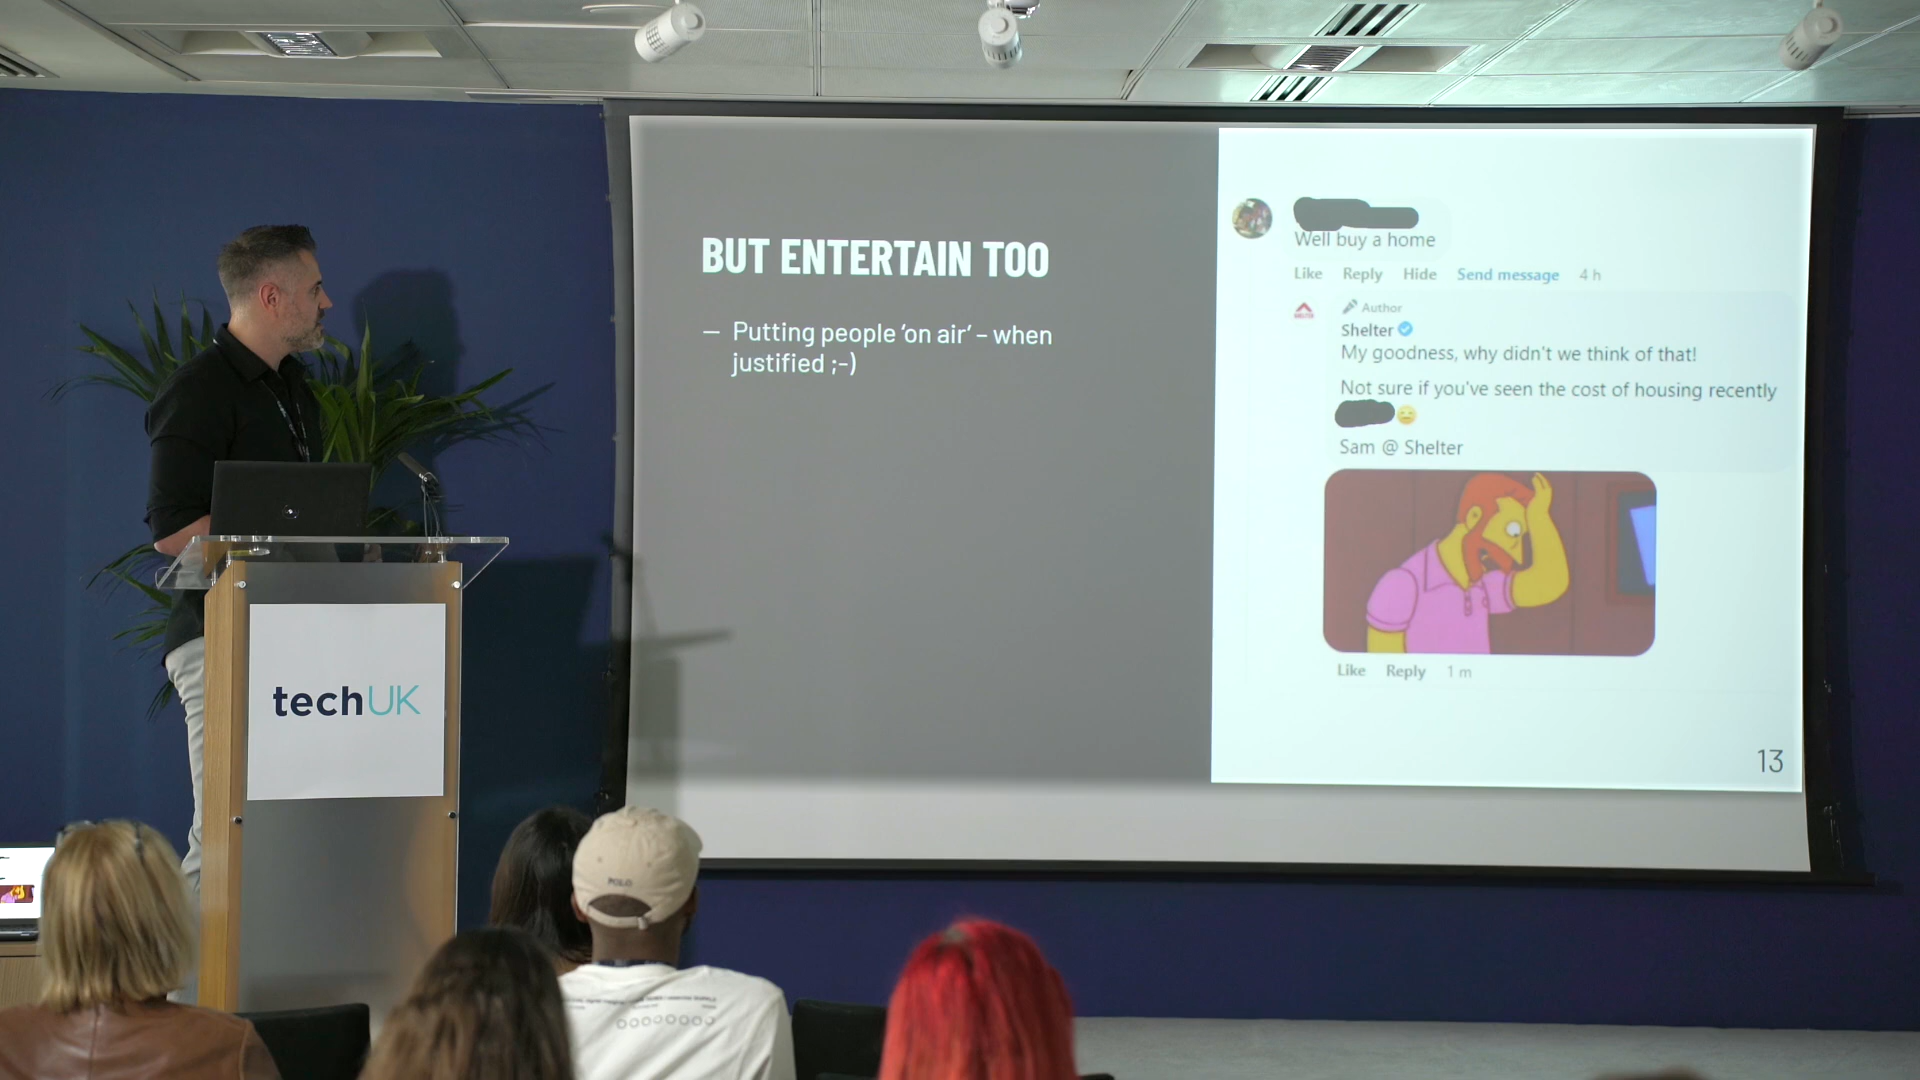 BUT ENTERTAIN TOO
– Putting people ‘on air‘ – when
justified ;-)
Well buy a home
Like Reply Hide Send message 4 h
Author
Shelter
My goodness, why didn't we think of that!
Not sure if you've seen the cost of housing recently
Sam @ Shelter
Like Reply 1 m
13
techUK
POLO